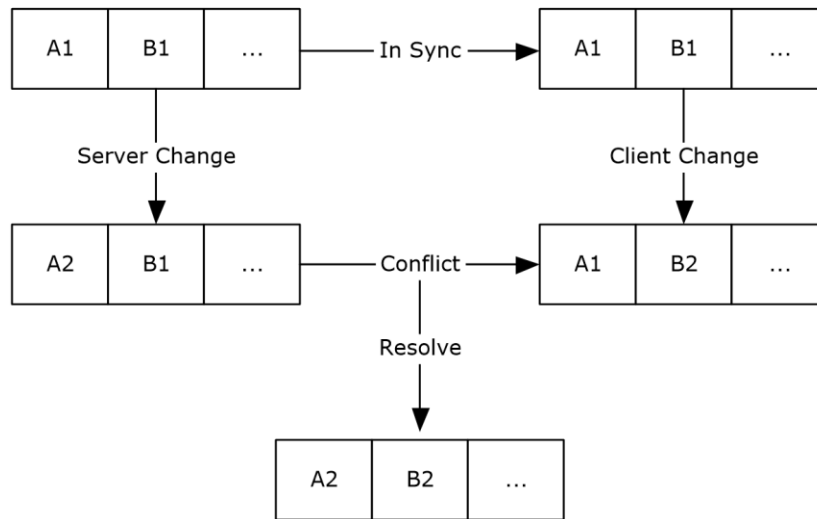 A1 B1 ... In Sync A1 B1 ...
Server Change Client Change
A2 B1 ... Conflict A1 B2 ...
Resolve
A2 B2 ...